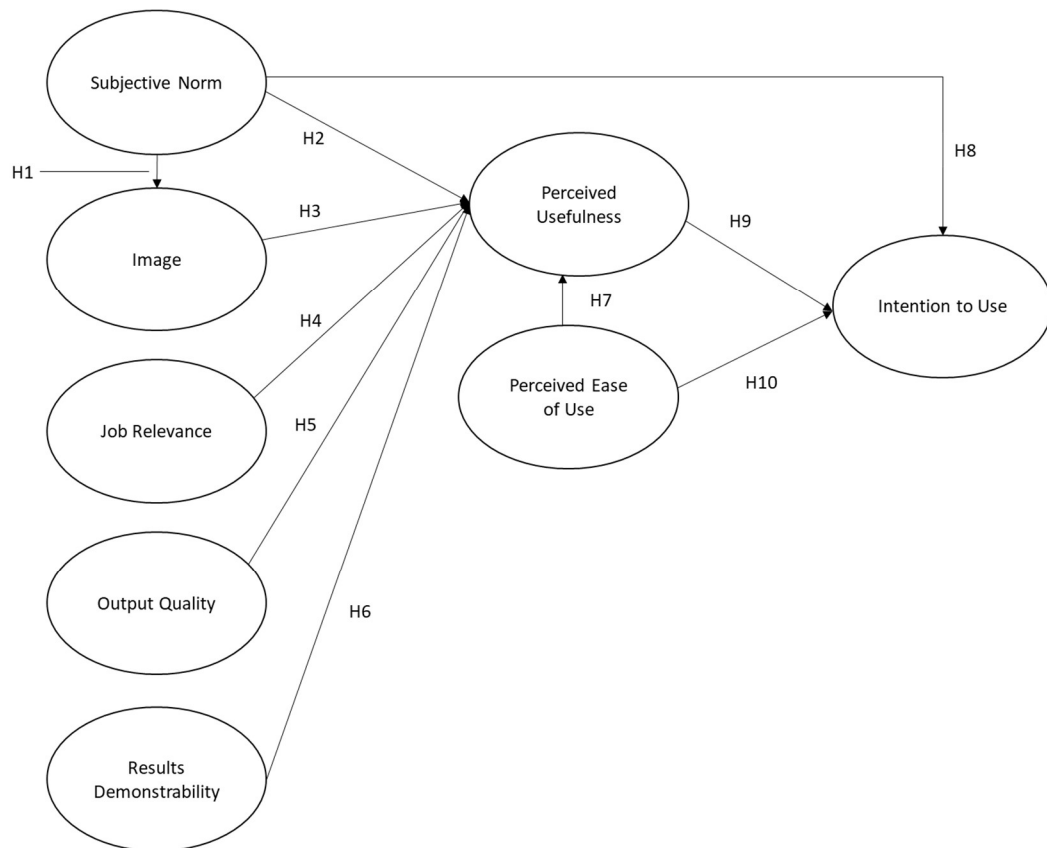 Subjective Norm
H2
H8
H1
Perceived
Usefulness
H3
H9
Image
Intention to Use
H7
H4
Perceived Ease
of Use
H10
Job Relevance
H5
Output Quality
H6
Results
Demonstrability